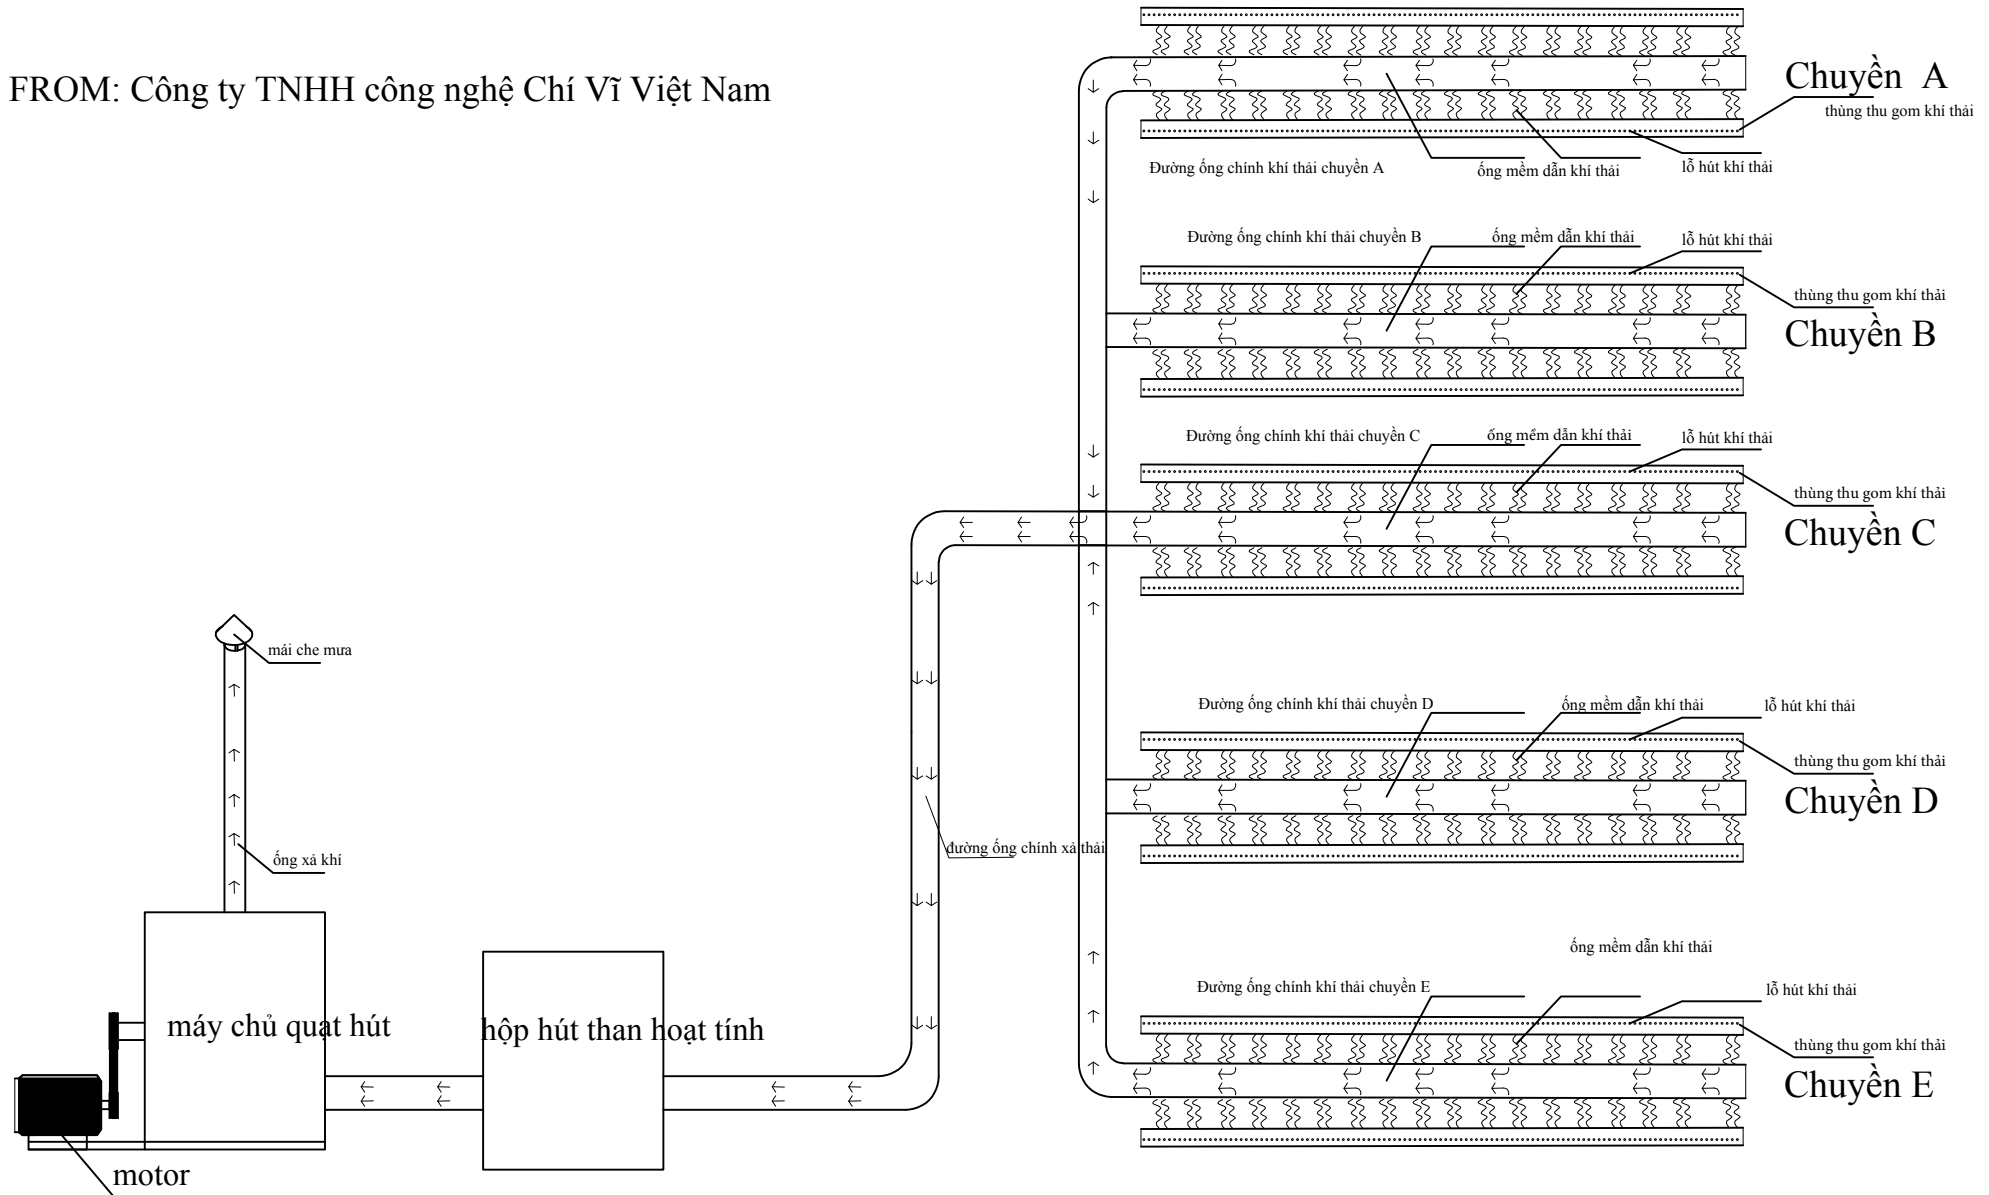 FROM: Công ty TNHH công nghệ Chí Vĩ Việt Nam
Chuyền A
thùng thu gom khí thải
Đường ống chính khí thải chuyền A
ống mềm dẫn khí thải
lỗ hút khí thải
Đường ống chính khí thải chuyền B
ống mềm dẫn khí thải
lỗ hút khí thải
thùng thu gom khí thải
Chuyền B
Đường ống chính khí thải chuyền C
ống mềm dẫn khí thải
lỗ hút khí thải
thùng thu gom khí thải
Chuyền C
mái che mưa
Đường ống chính khí thải chuyền D
ống mềm dẫn khí thải
lỗ hút khí thải
thùng thu gom khí thải
Chuyền D
đường ống chính xả thải
ống xả khí
ống mềm dẫn khí thải
Đường ống chính khí thải chuyền E
lỗ hút khí thải
thùng thu gom khí thải
Chuyền E
máy chủ quạt hút
hộp hút than hoạt tính
motor